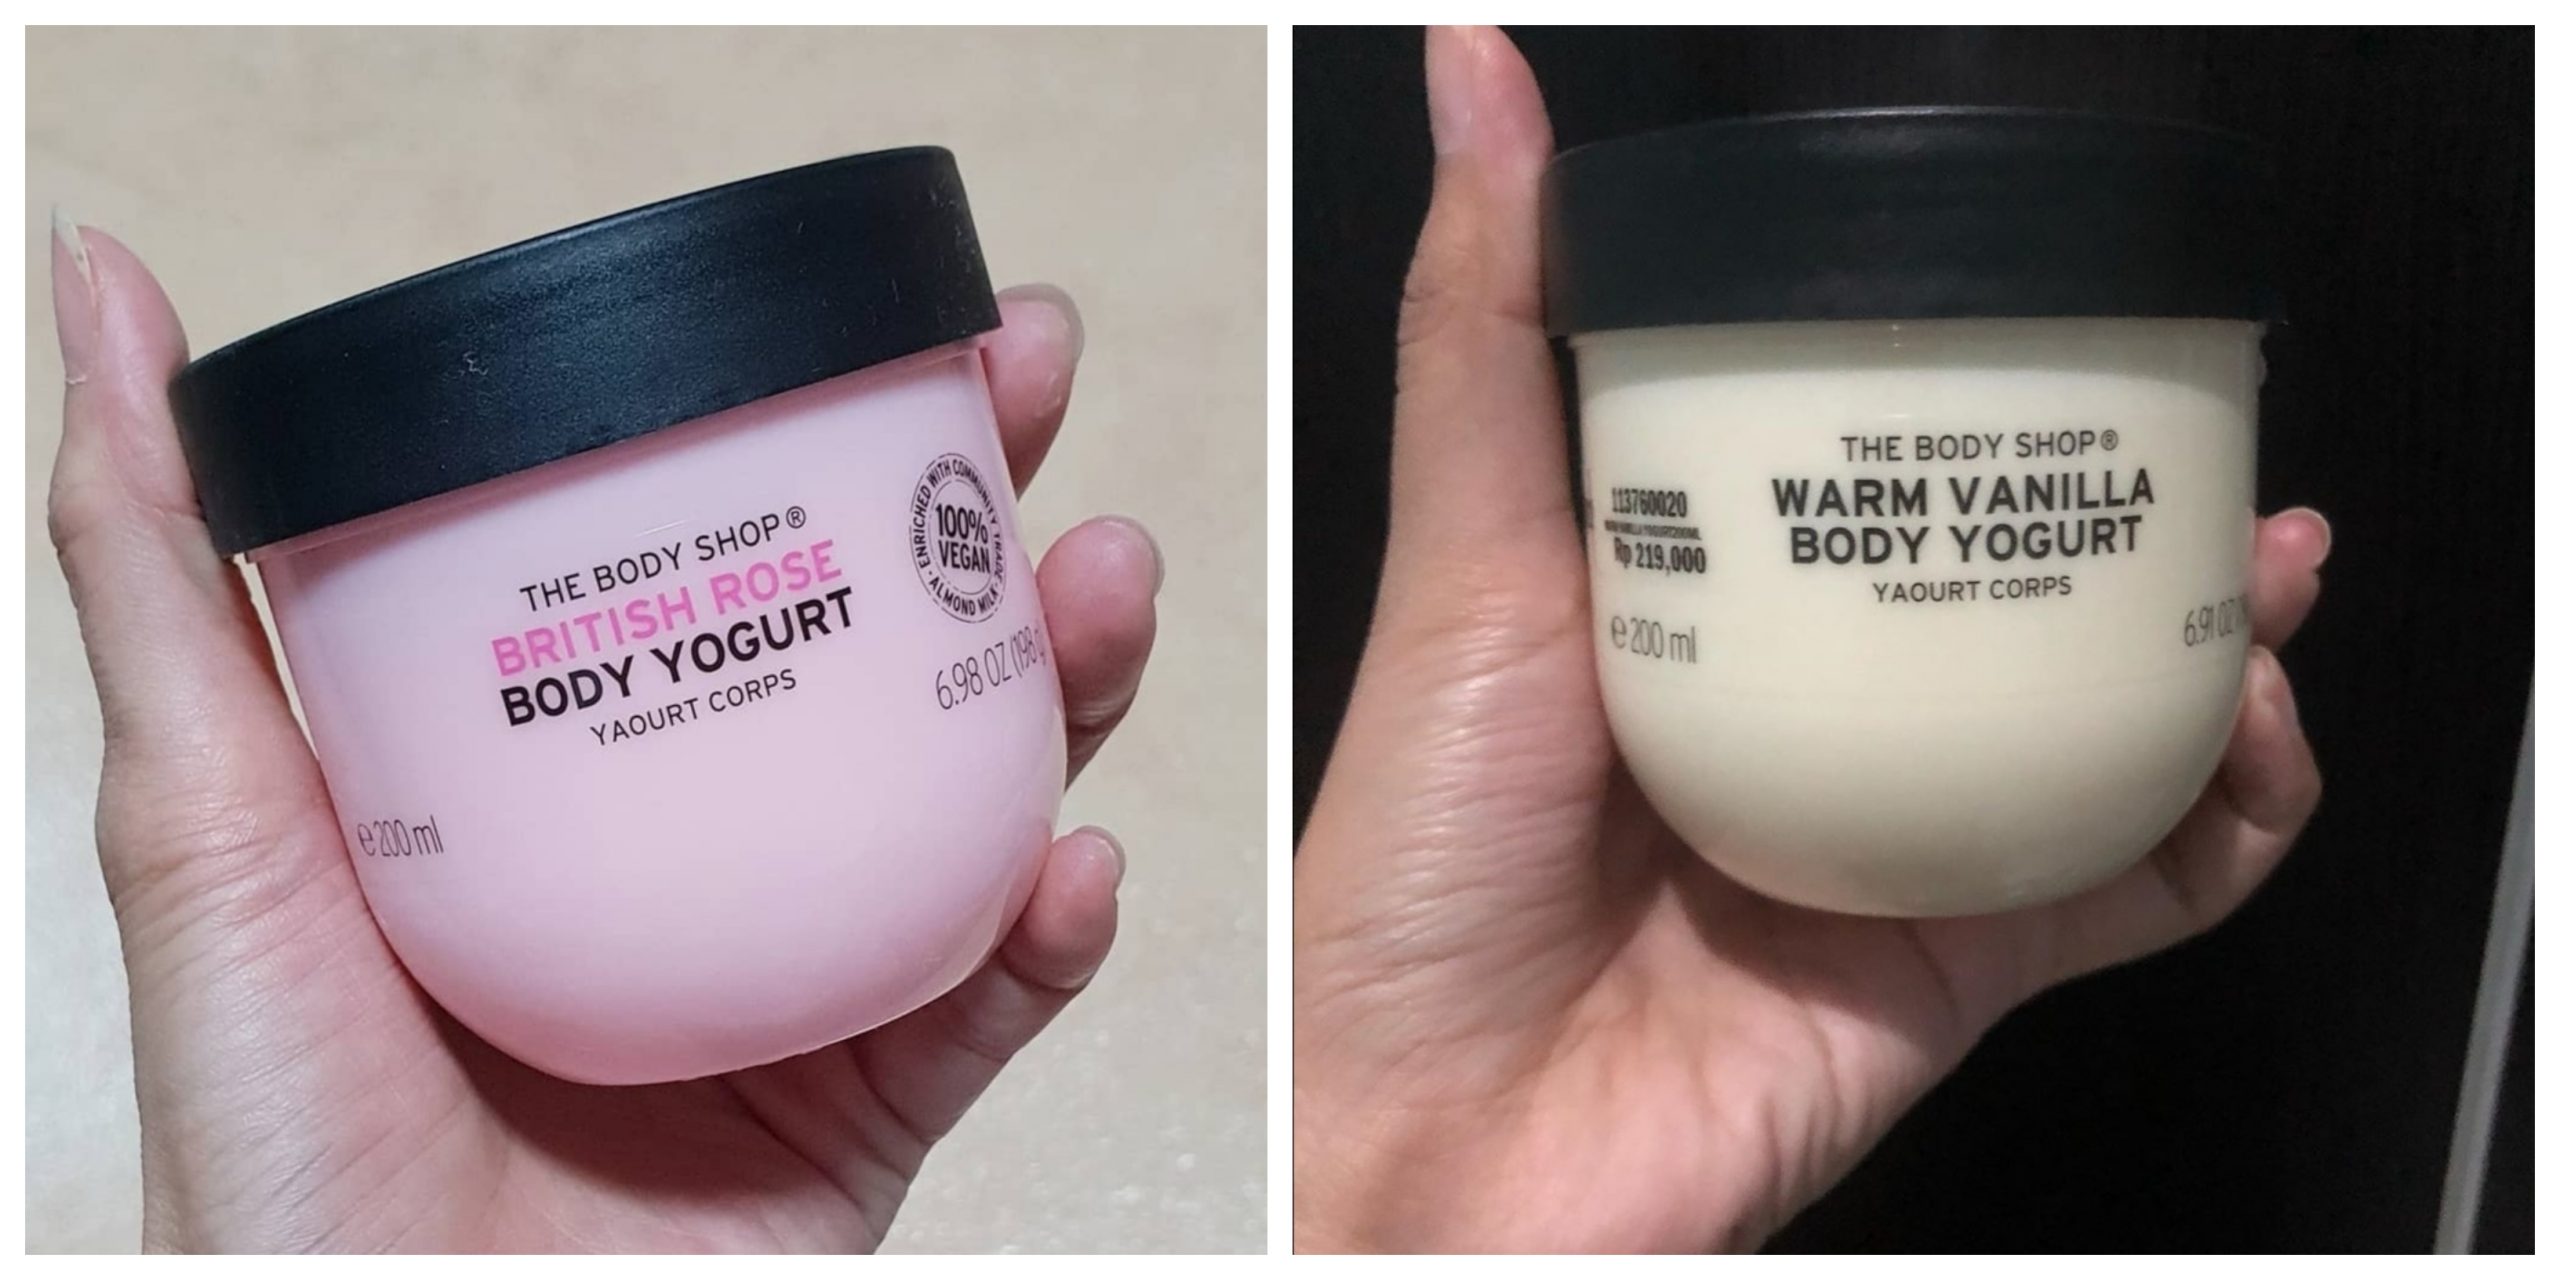 THE BODY SHOP®
BRITISH ROSE
BODY YOGURT
YAOURT CORPS
ENRICHED WITH COMMUNITY TRADE ALMOND MILK
100%
VEGAN
6.98 OZ (198 g
e 200 ml
THE BODY SHOP®
WARM VANILLA
BODY YOGURT
YAOURT CORPS
113760020
Rp 219,000
e 200 ml
6.91 OZ